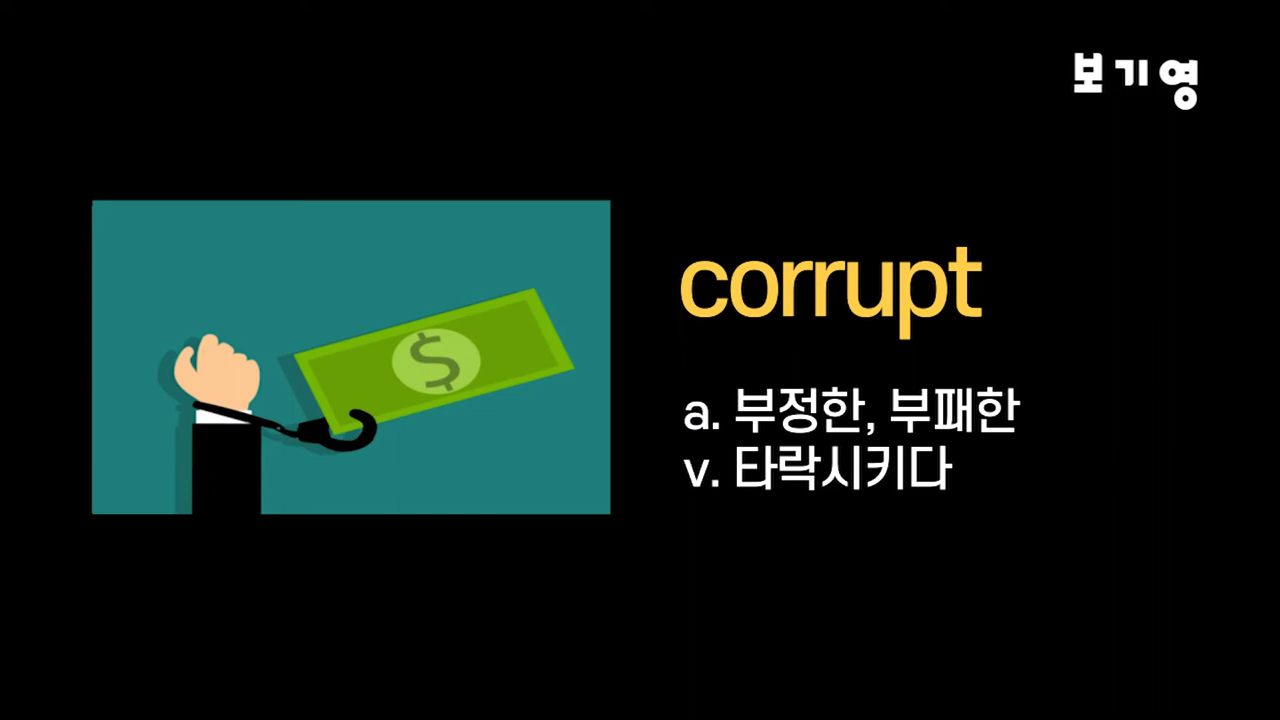 보기영
$
corrupt
a. 부정한, 부패한
v. 타락시키다